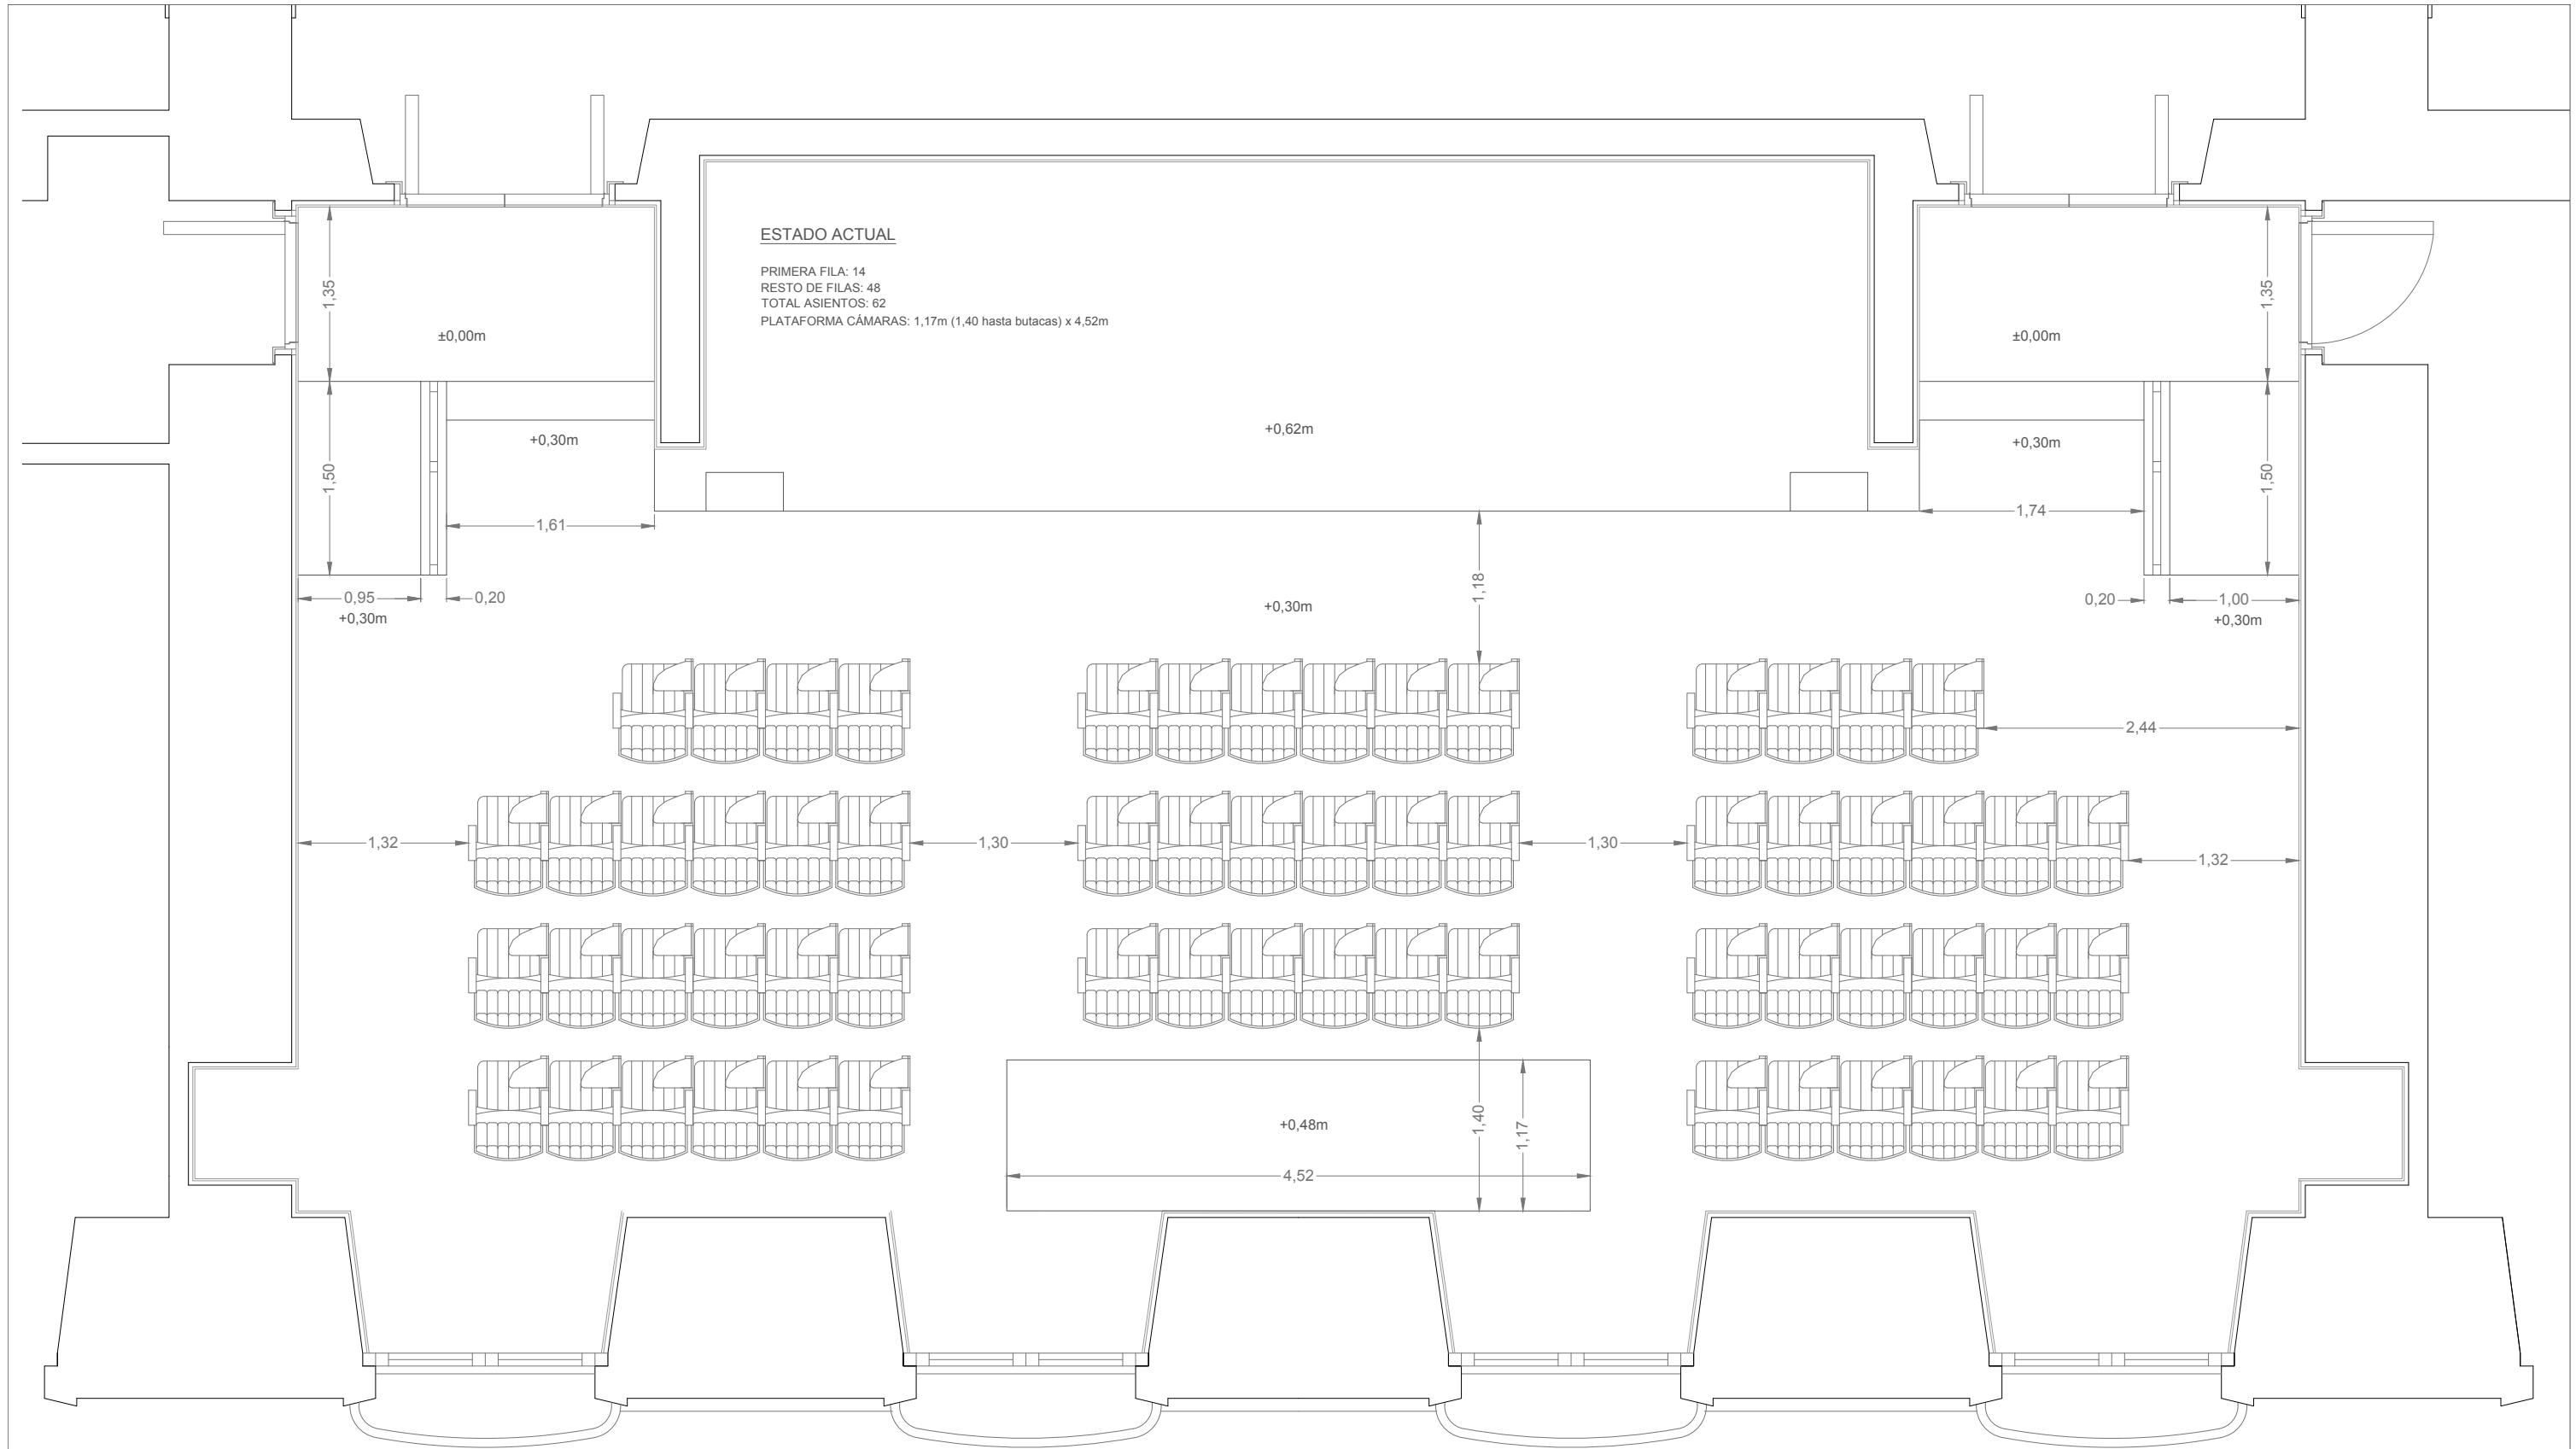 ESTADO ACTUAL
PRIMERA FILA: 14
RESTO DE FILAS: 48
TOTAL ASIENTOS: 62
PLATAFORMA CÁMARAS: 1,17m (1,40 hasta butacas) x 4,52m
1,35
1,35
±0,00m
±0,00m
+0,30m
+0,62m
+0,30m
1,50
1,50
1,61
1,74
1,18
0,95
0,20
+0,30m
+0,30m
0,20
1,00
+0,30m
2,44
1,32
1,30
1,30
1,32
+0,48m
1,40
1,17
4,52